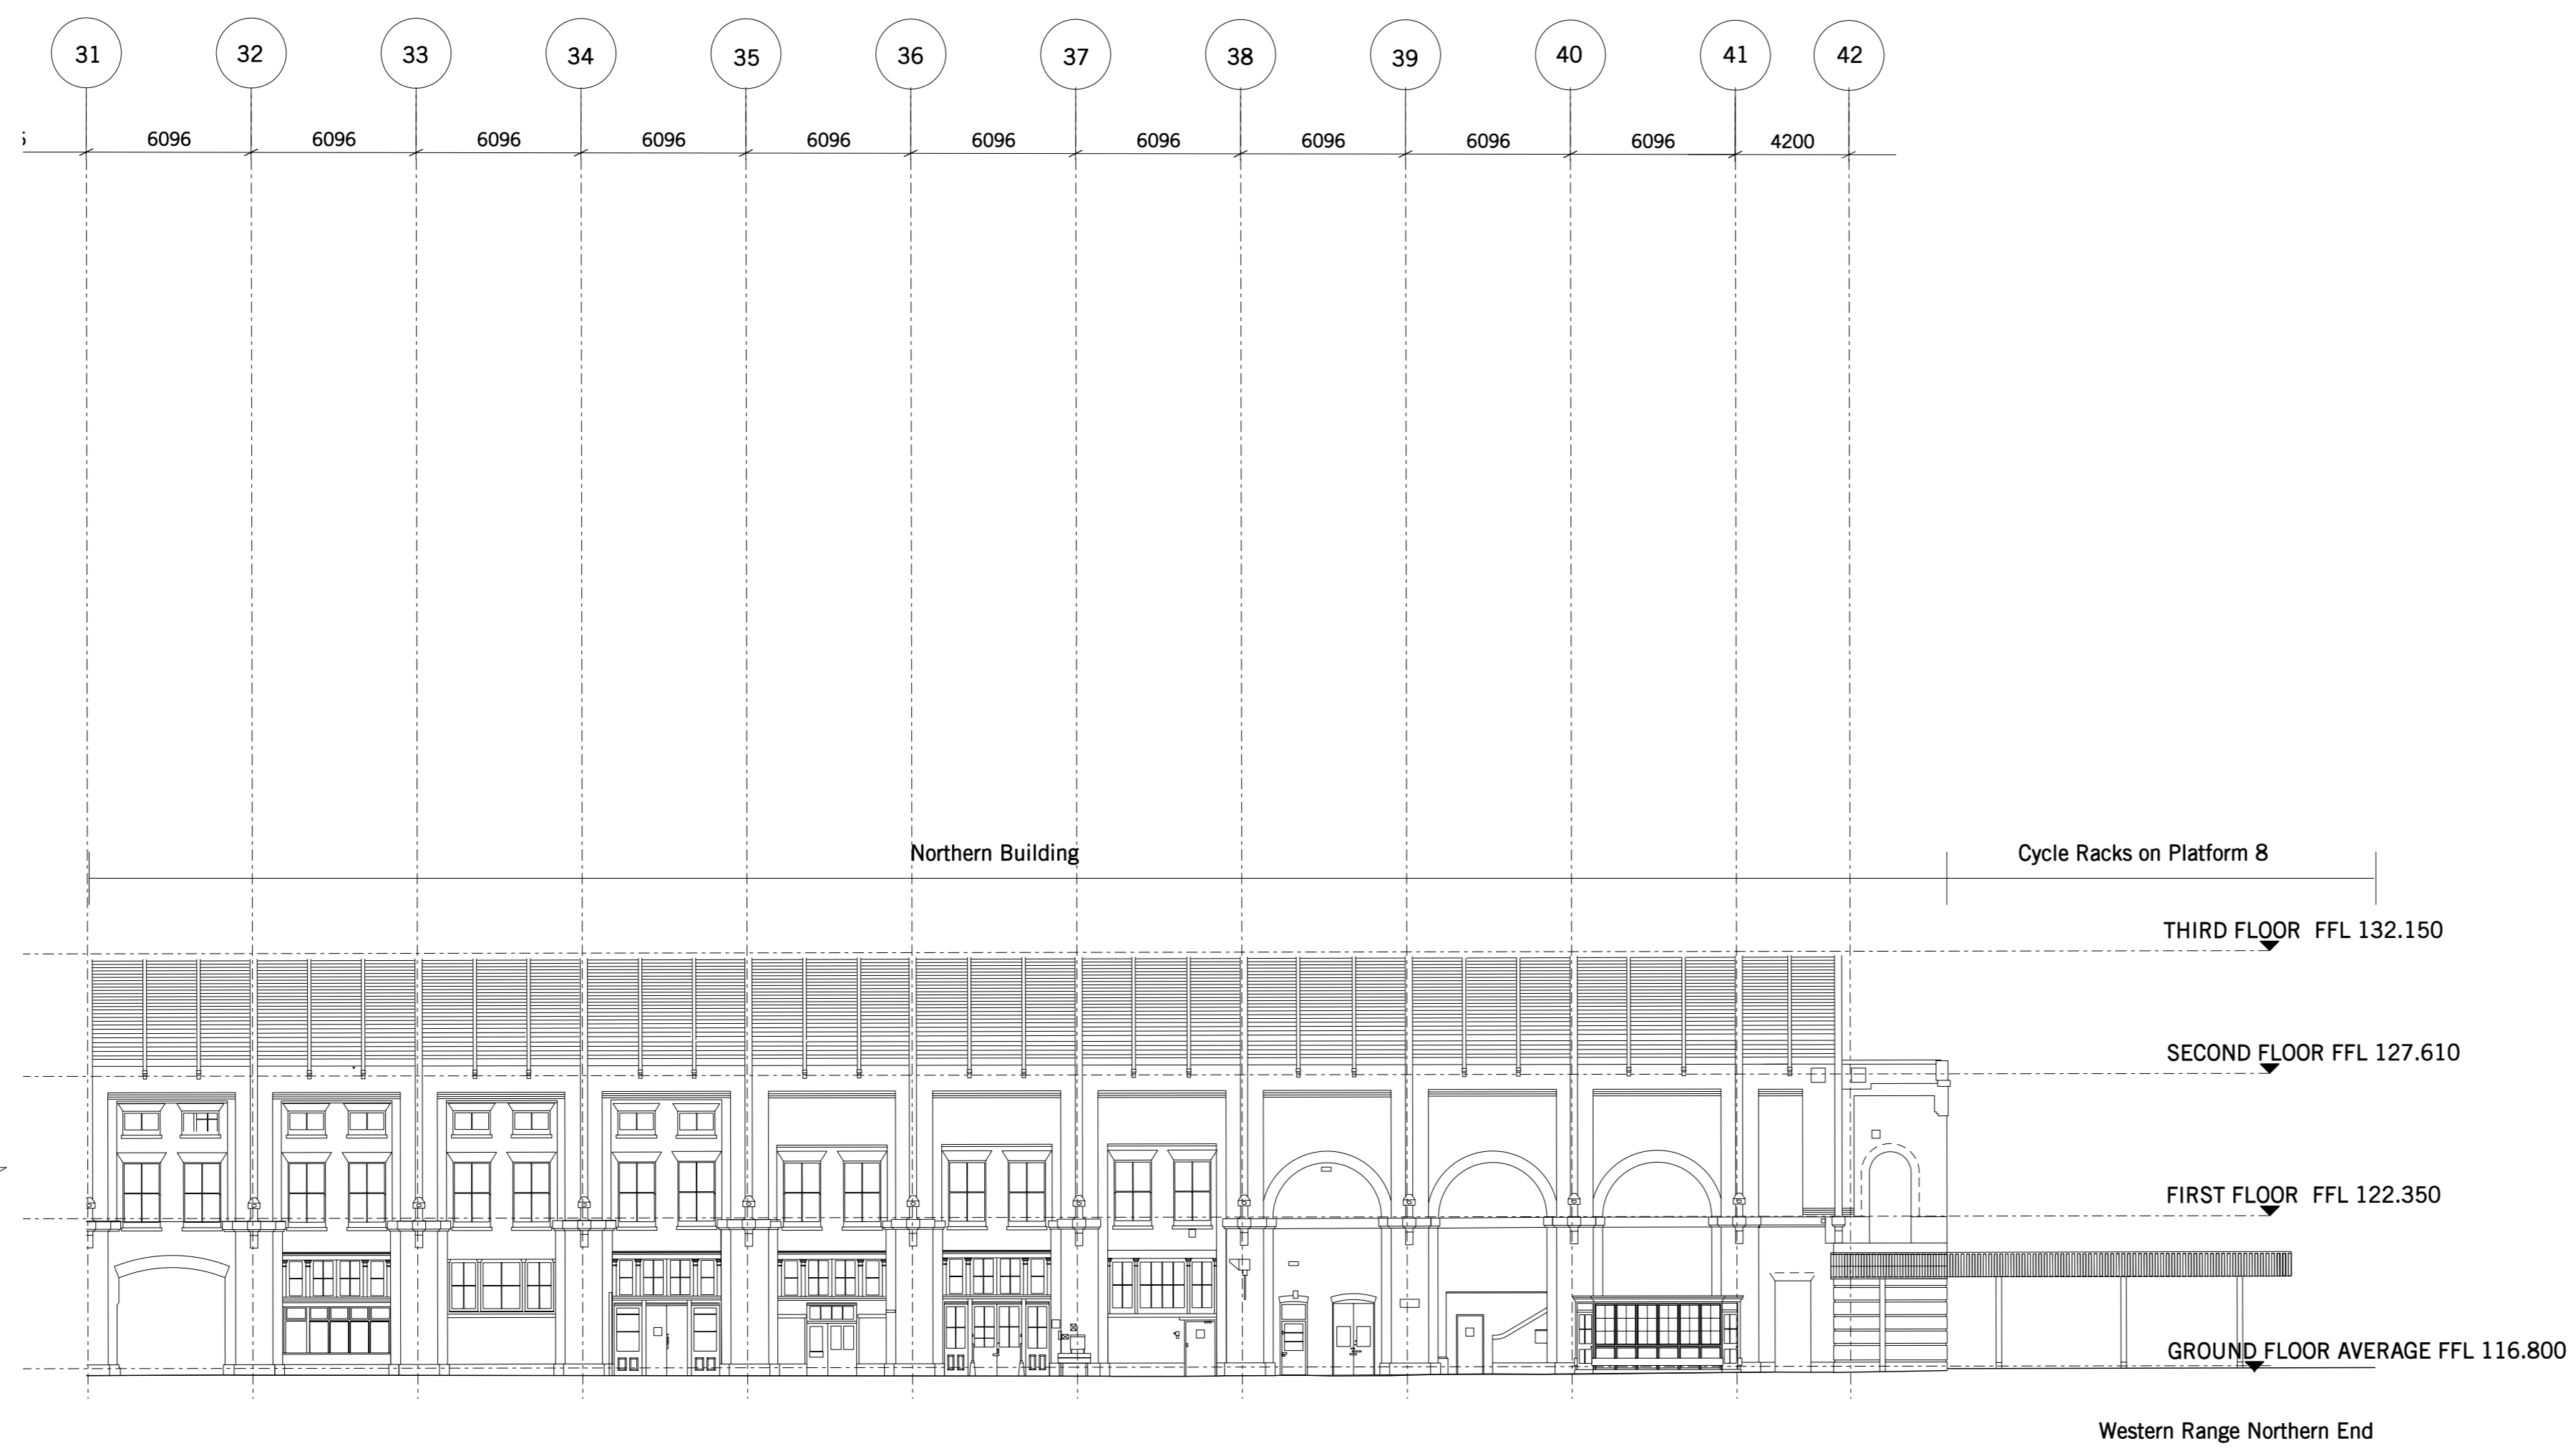 31 32 33 34 35 36 37 38 39 40 41 42
6096 6096 6096 6096 6096 6096 6096 6096 6096 6096 4200
Northern Building
Cycle Racks on Platform 8
THIRD FLOOR FFL 132.150
SECOND FLOOR FFL 127.610
FIRST FLOOR FFL 122.350
GROUND FLOOR AVERAGE FFL 116.800
Western Range Northern End